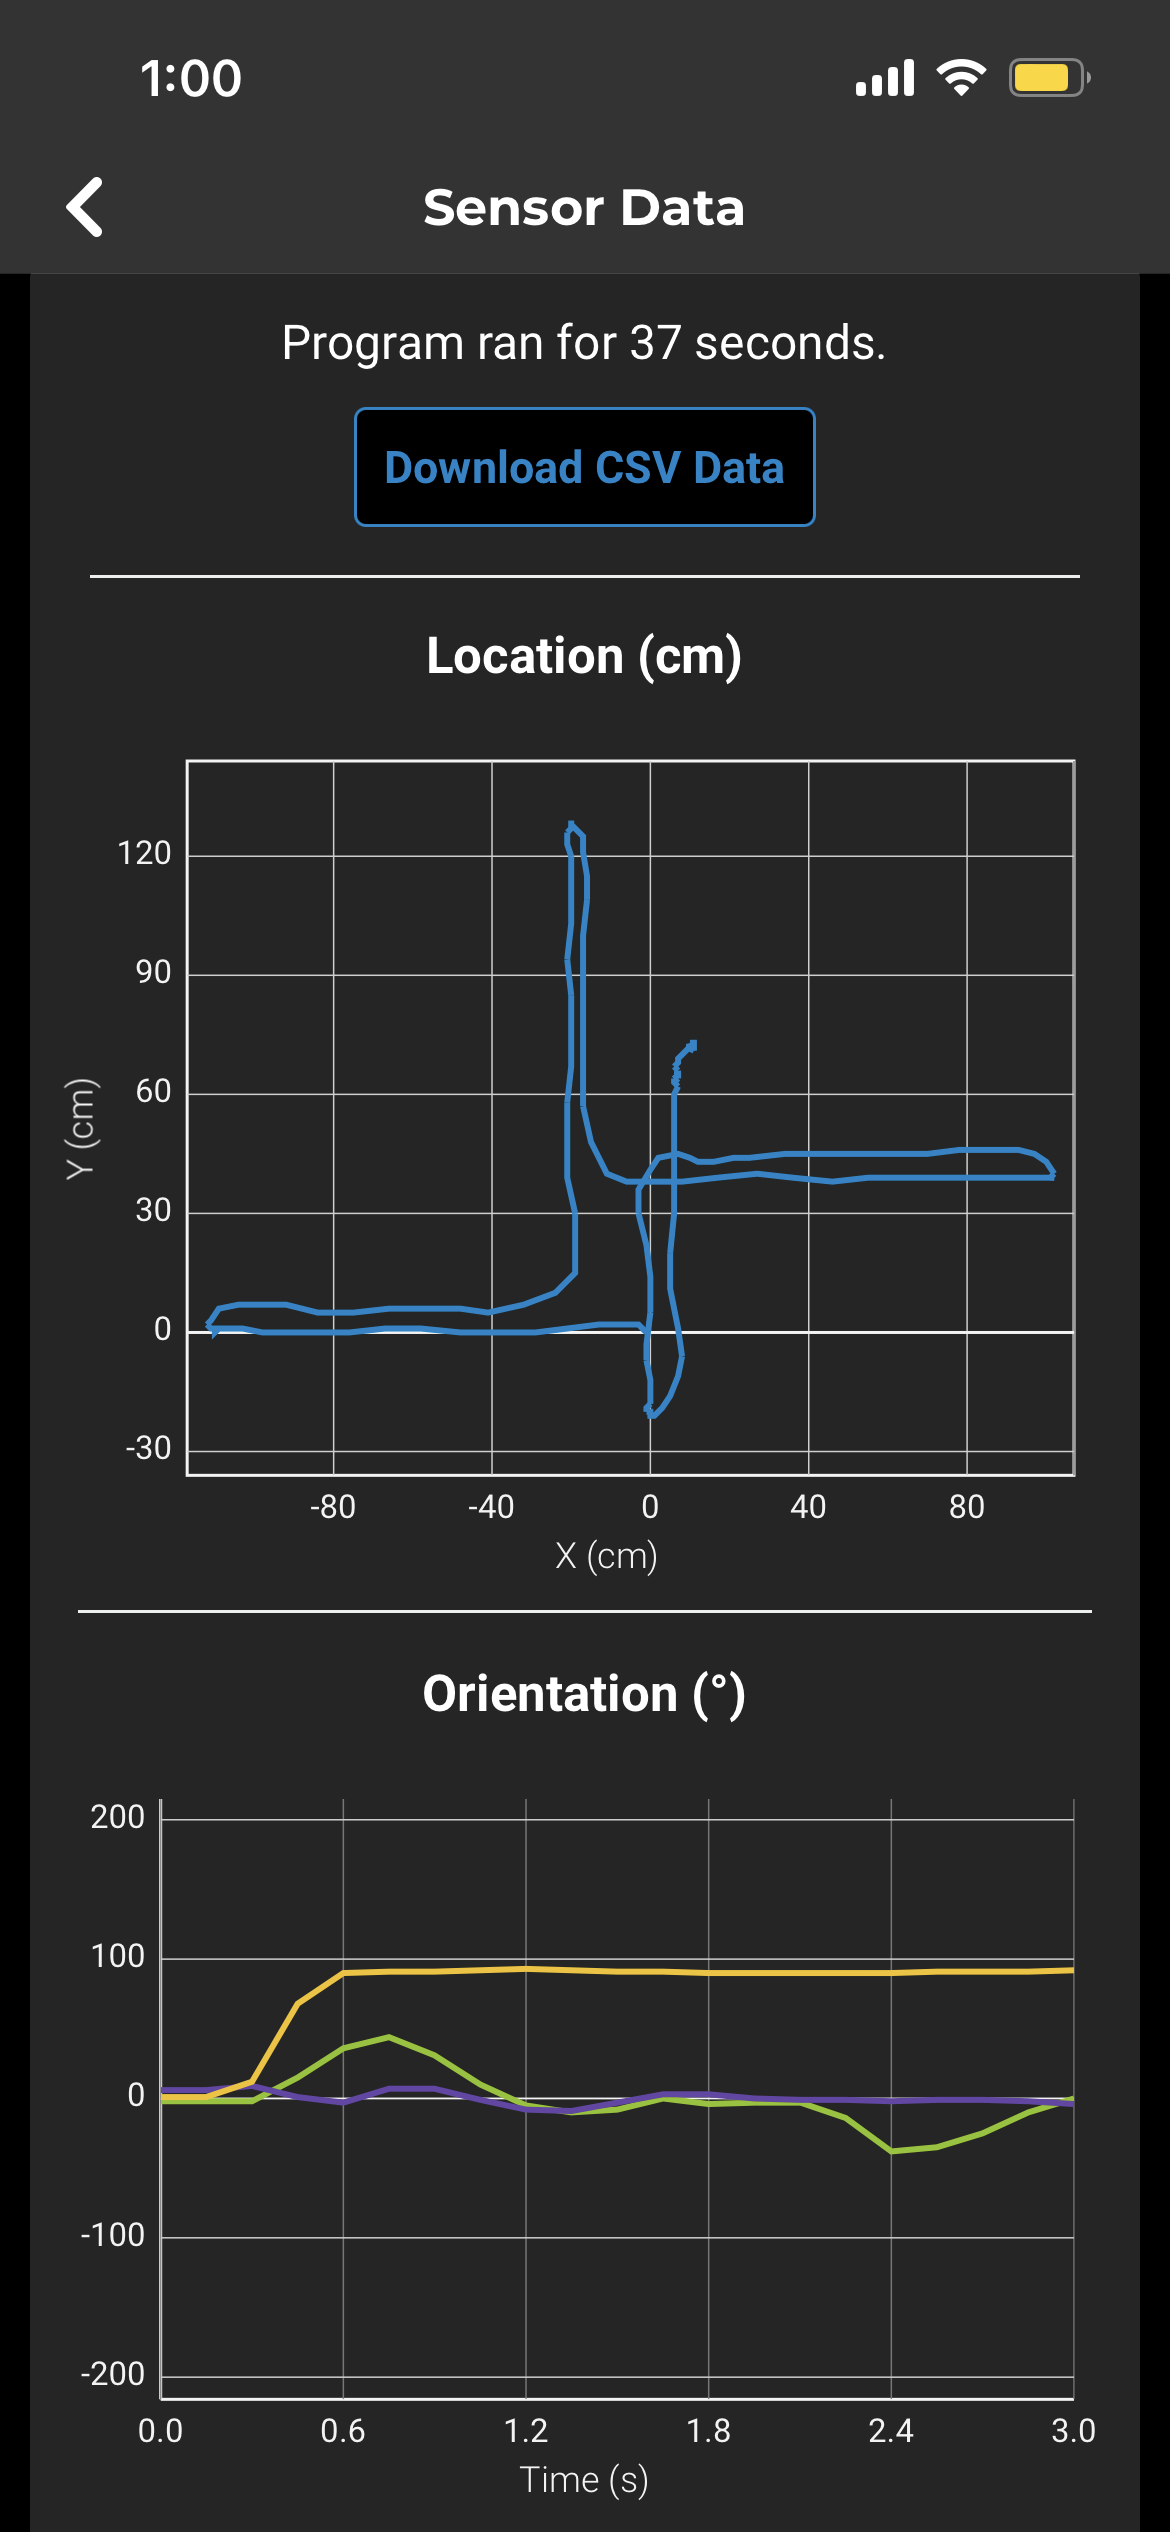 1:00
Sensor Data
Program ran for 37 seconds.
Download CSV Data
Location (cm)
120
90
60
30
0
-30
Y (cm)
-80 -40 0 40 80
X (cm)
Orientation (°)
200
100
0
-100
-200
0.0 0.6 1.2 1.8 2.4 3.0
Time (s)